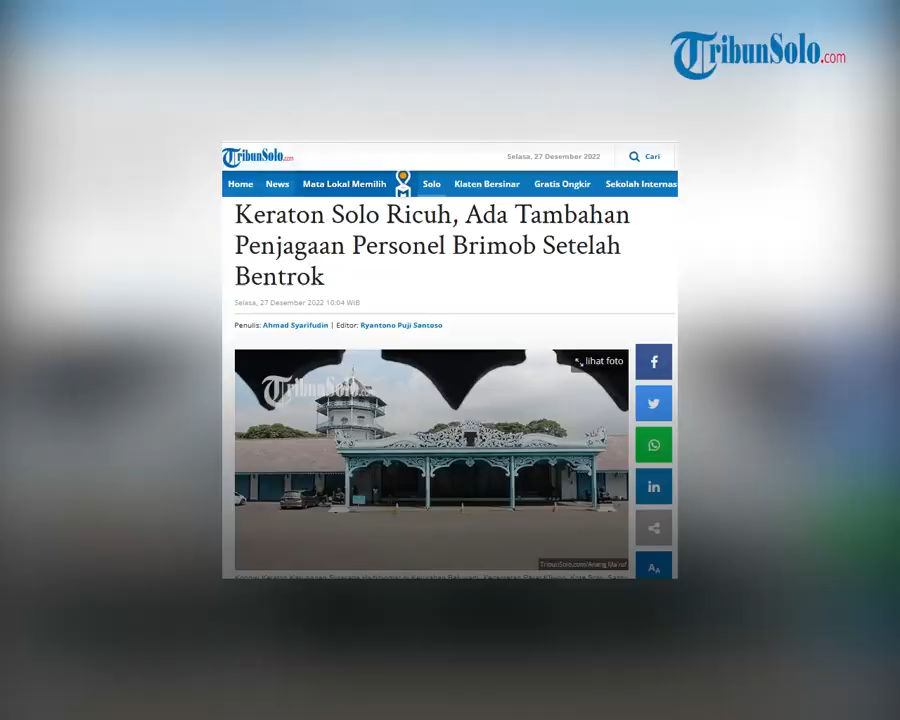 TribunSolo.com
TribunSolo.com
Selasa, 27 Desember 2022
Cari
Home News Mata Lokal Memilih Solo Klaten Bersinar Gratis Ongkir Sekolah Internas
Keraton Solo Ricuh, Ada Tambahan
Penjagaan Personel Brimob Setelah
Bentrok
Selasa, 27 Desember 2022 10:04 WIB
Penulis: Ahmad Syarifudin | Editor: Ryantono Puji Santoso
lihat foto
TribunSolo.com
TribunSolo.com/Anang Ma'ruf
AA